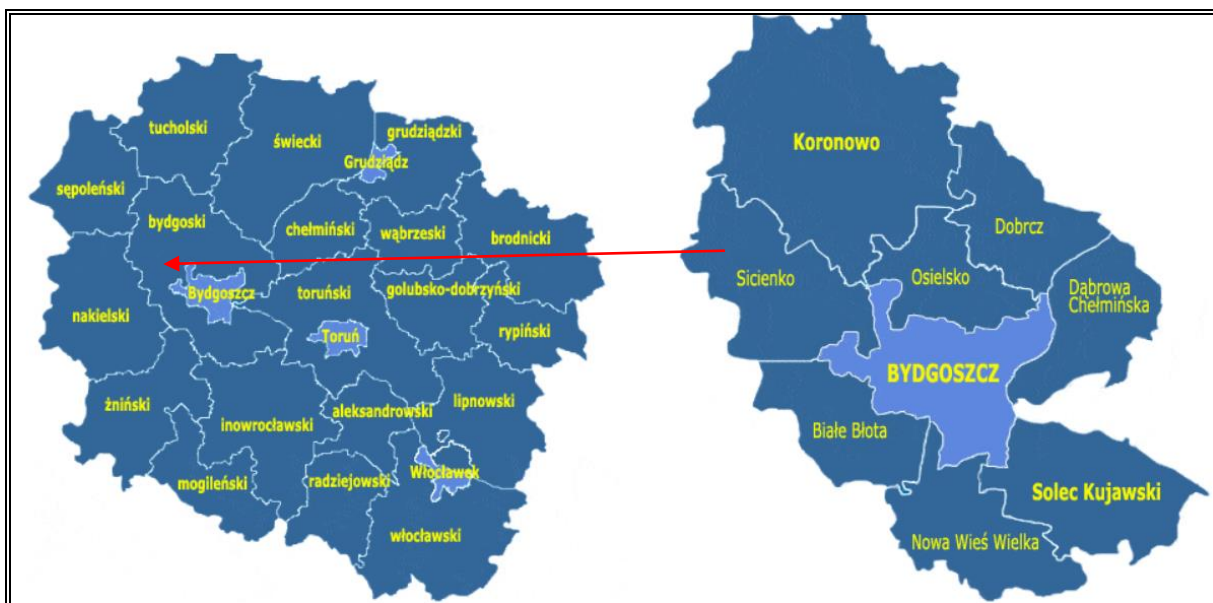 tucholski
świecki
grudziądzki
Grudziądz
sępoleński
bydgoski
chełmiński
wąbrzeski
brodnicki
nakielski
Bydgoszcz
toruński
golubsko-dobrzyński
Toruń
rypiński
żniński
inowrocławski
aleksandrowski
lipnowski
mogileński
radziejowski
Włocławek
włocławski
Koronowo
Dobrcz
Sicienko
Osielsko
Dąbrowa
Chełmińska
BYDGOSZCZ
Białe Błota
Solec Kujawski
Nowa Wieś Wielka